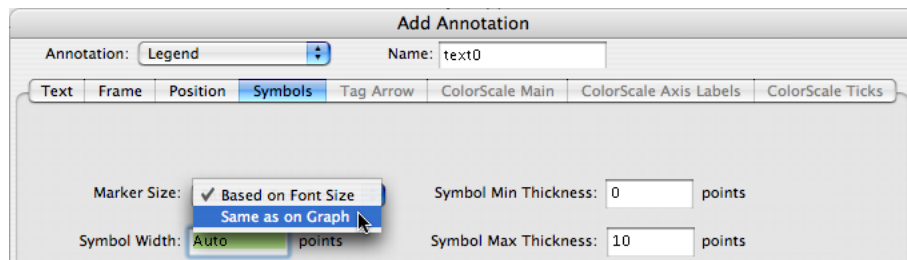 Add Annotation
Annotation: Legend Name: text0
Text Frame Position Symbols Tag Arrow ColorScale Main ColorScale Axis Labels ColorScale Ticks
Marker Size: ✓ Based on Font Size Symbol Min Thickness: 0 points
Same as on Graph
Symbol Width: Auto points Symbol Max Thickness: 10 points